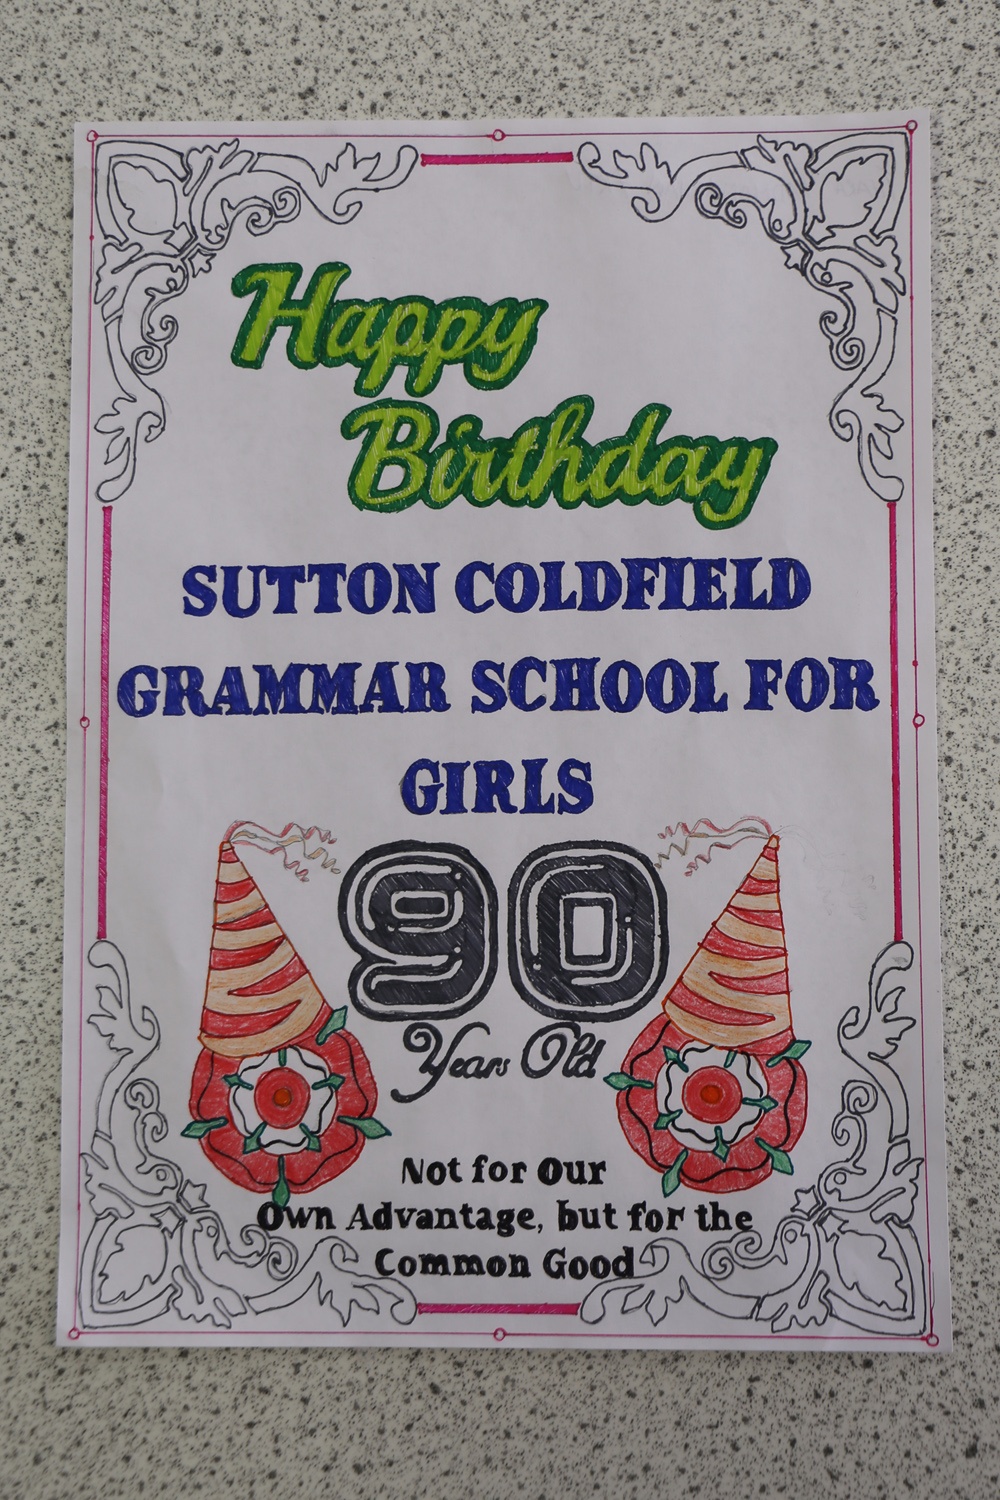 Happy
Birthday
SUTTON COLDFIELD
GRAMMAR SCHOOL FOR
GIRLS
90
Years Old
Not for Our
Own Advantage, but for the
Common Good